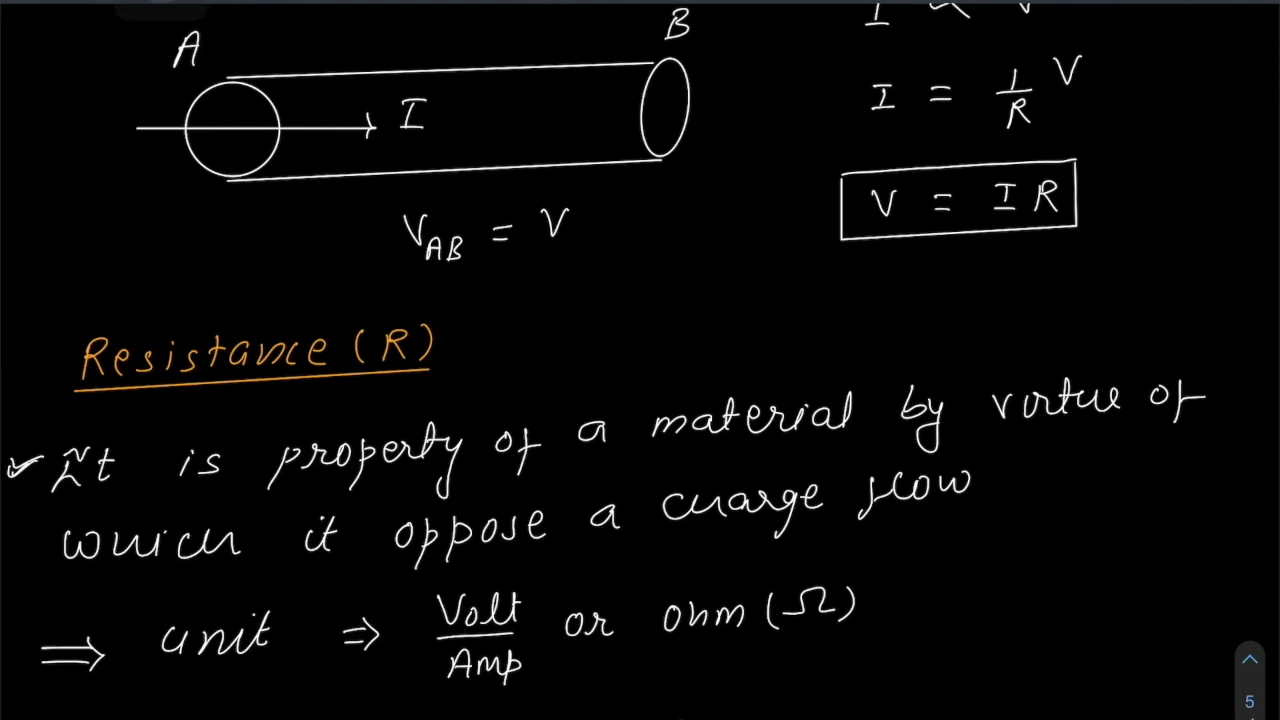 A
B
I ∝ V
I
I = 1/R V
V = IR
V_AB = V
Resistance (R)
It is property of a material by virtue of
which it oppose a charge flow
⇒ unit ⇒ Volt/Amp or ohm (Ω)
5